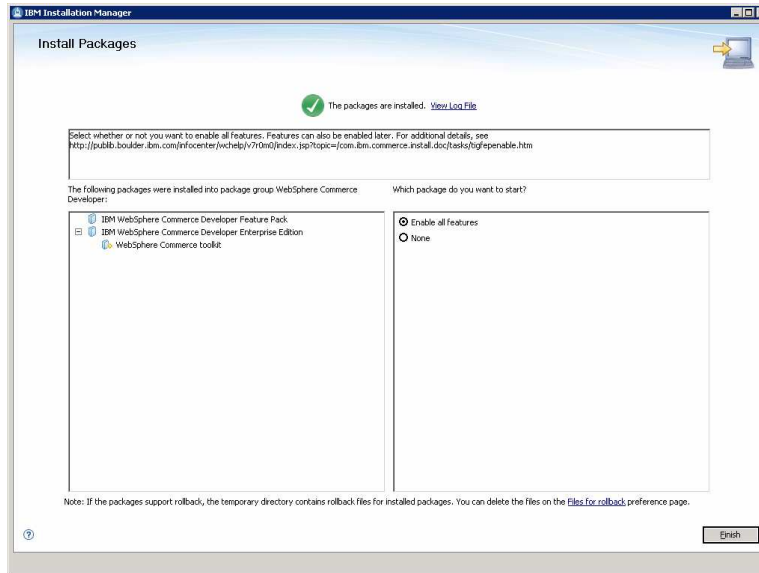 IBM Installation Manager
Install Packages
The packages are installed. View Log File
Select whether or not you want to enable all features. Features can also be enabled later. For additional details, see
http://publib.boulder.ibm.com/infocenter/wchelp/v7r0m0/index.jsp?topic=/com.ibm.commerce.install.doc/tasks/tigfepenable.htm
The following packages were installed into package group WebSphere Commerce
Developer:
IBM WebSphere Commerce Developer Feature Pack
IBM WebSphere Commerce Developer Enterprise Edition
WebSphere Commerce toolkit
Which package do you want to start?
Enable all features
None
Note: If the packages support rollback, the temporary directory contains rollback files for installed packages. You can delete the files on the Files for rollback preference page.
Finish